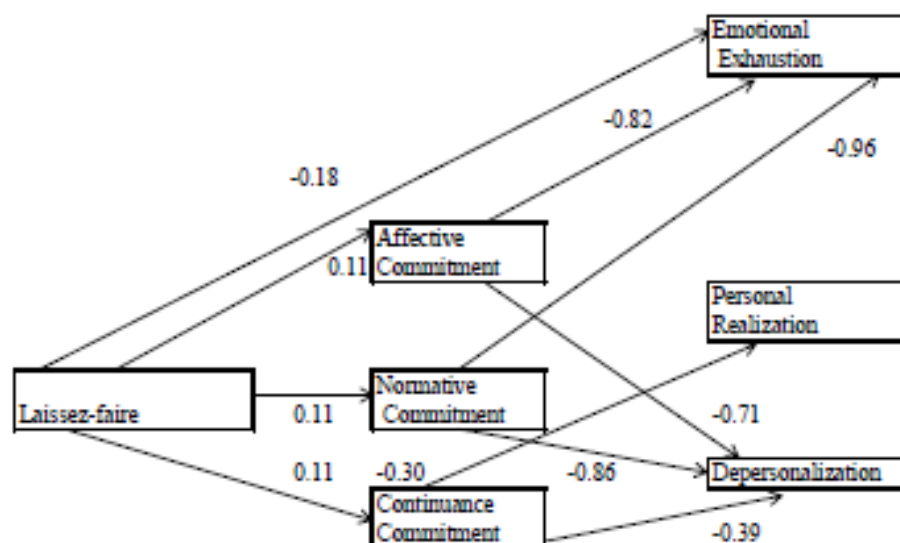 Emotional
Exhaustion
-0.82
-0.96
-0.18
Affective
Commitment
0.11
Personal
Realization
Laissez-faire
0.11
Normative
Commitment
-0.71
0.11
-0.30
-0.86
Depersonalization
Continuance
Commitment
-0.39